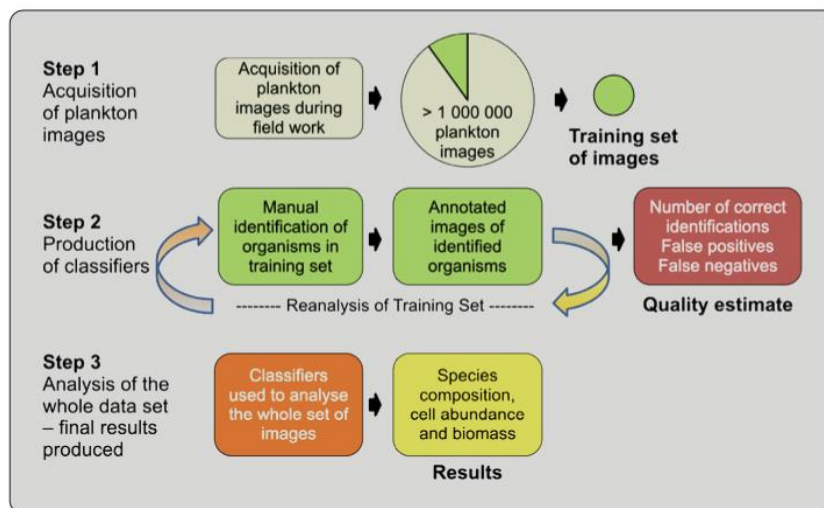 Step 1
Acquisition
of plankton
images
Acquisition of
plankton
images during
field work
> 1 000 000
plankton
images
Training set
of images
Step 2
Production
of classifiers
Manual
identification of
organisms in
training set
Annotated
images of
identified
organisms
Number of correct
identifications
False positives
False negatives
-------- Reanalysis of Training Set --------
Quality estimate
Step 3
Analysis of the
whole data set
– final results
produced
Classifiers
used to analyse
the whole set of
images
Species
composition,
cell abundance
and biomass
Results